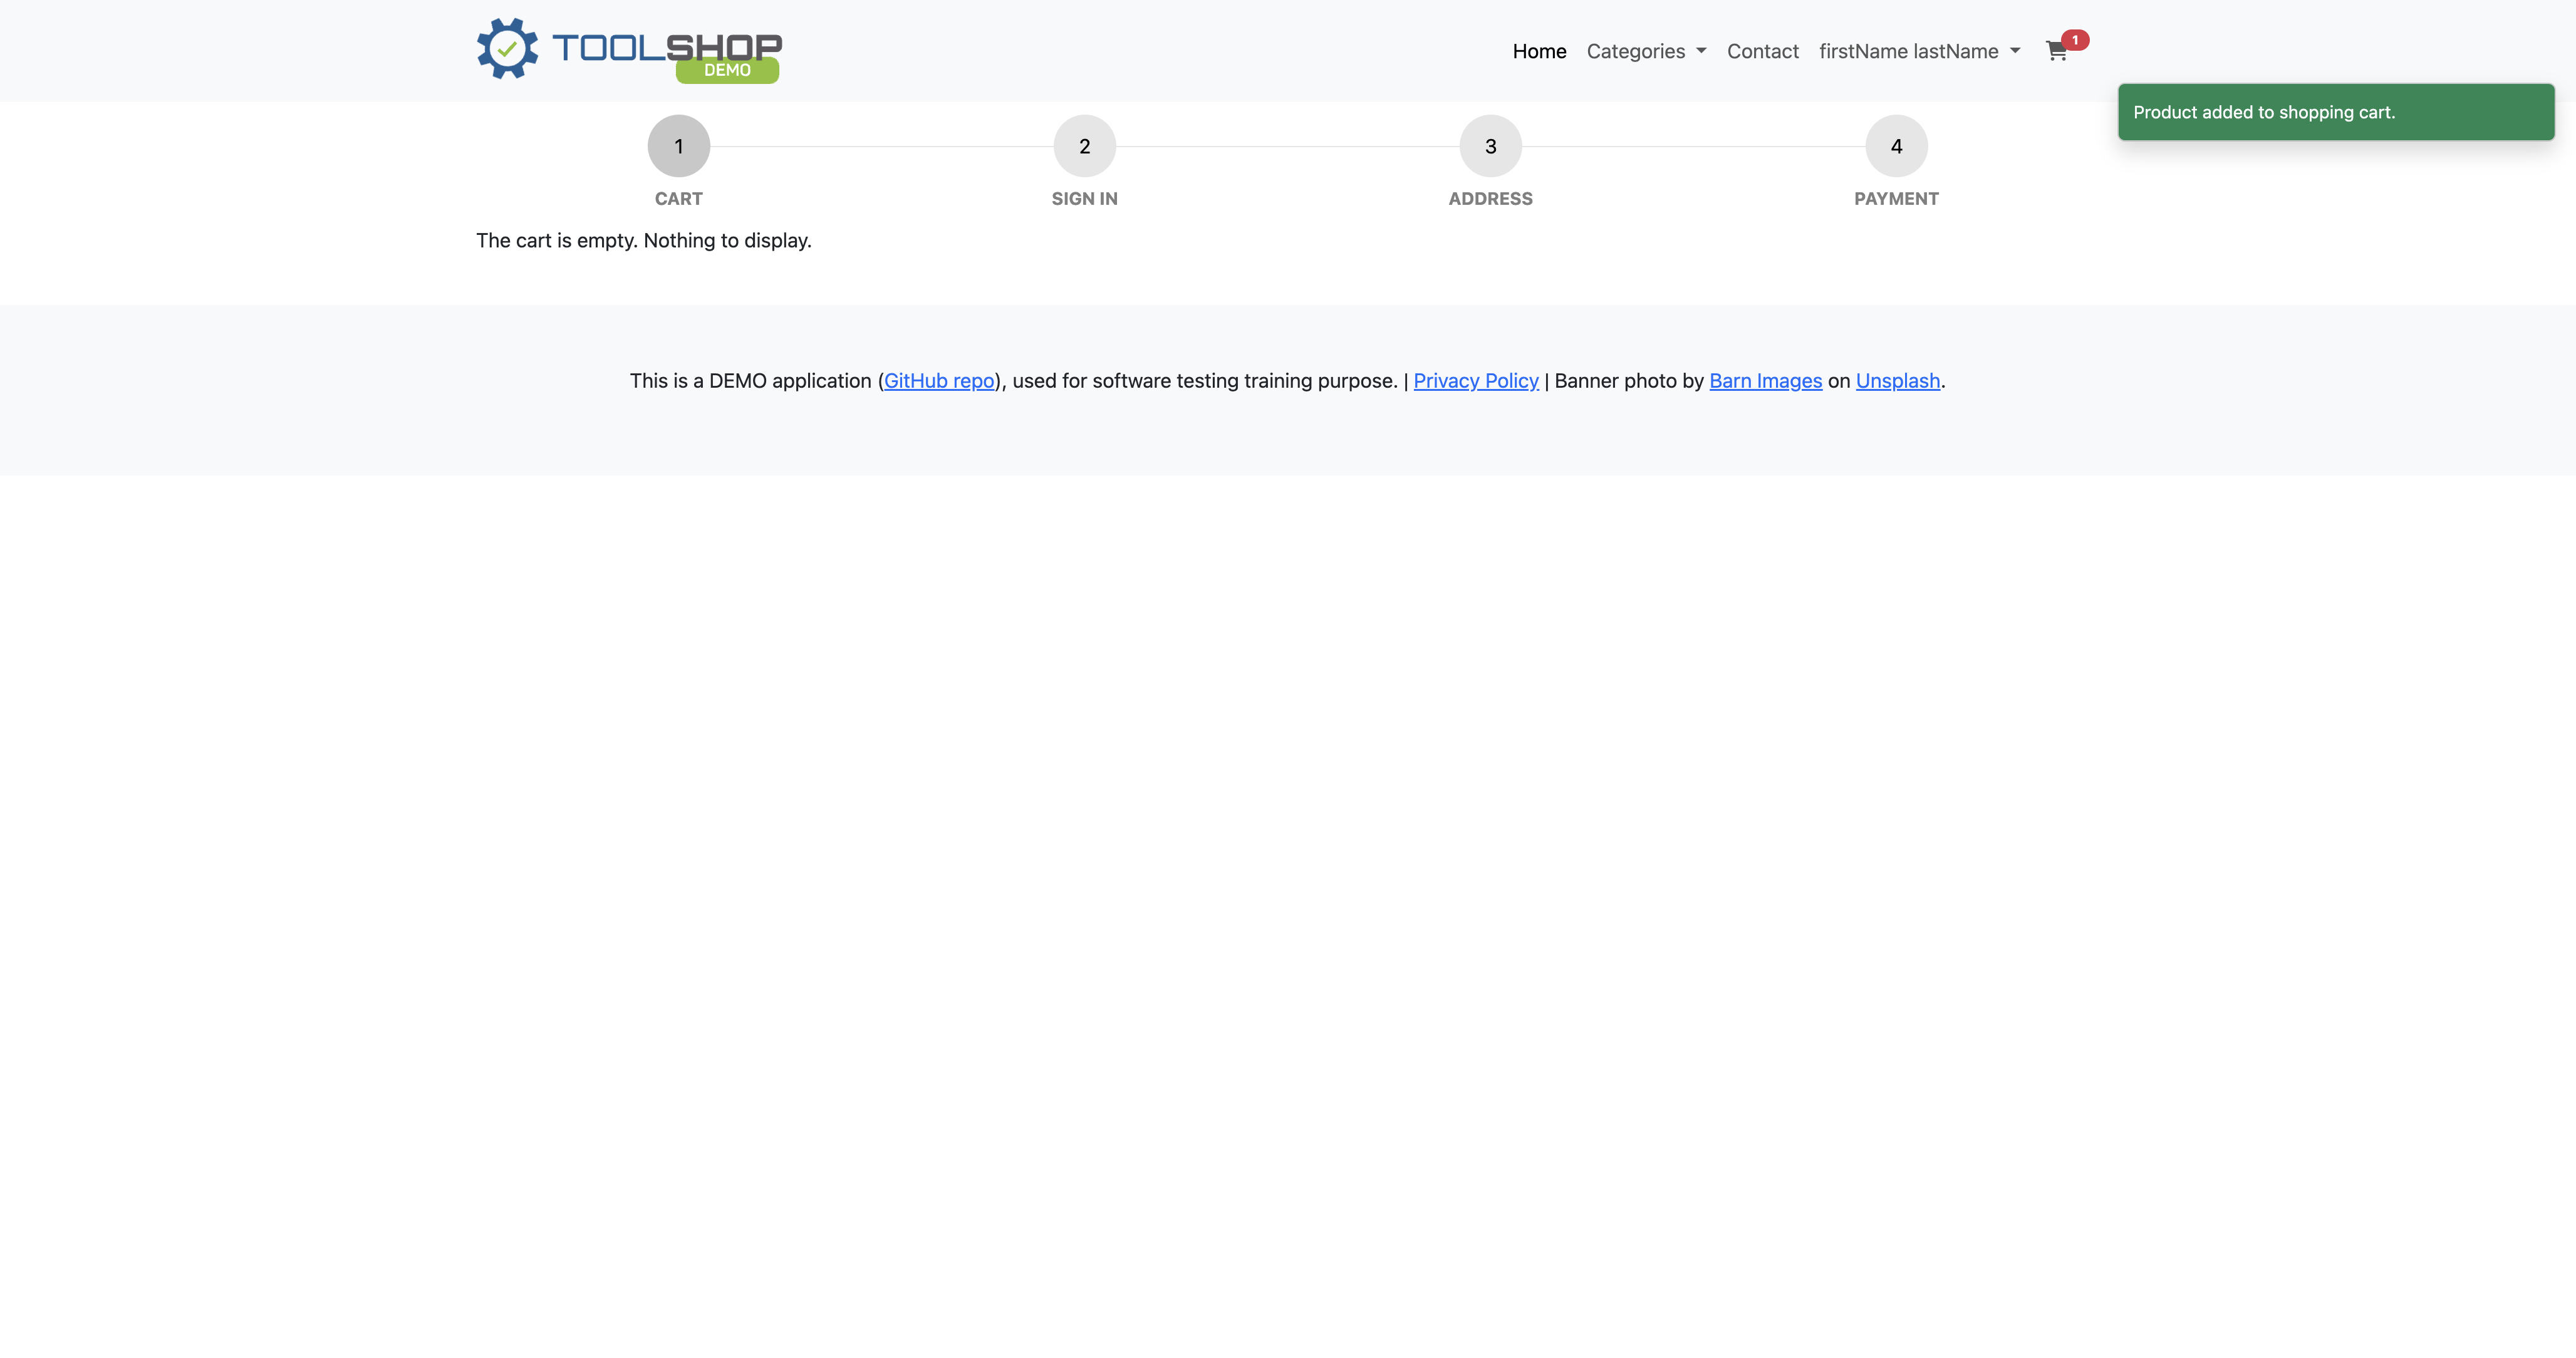 TOOLSHOP
DEMO
Home Categories Contact firstName lastName 1
Product added to shopping cart.
1 2 3 4
CART SIGN IN ADDRESS PAYMENT
The cart is empty. Nothing to display.
This is a DEMO application (GitHub repo), used for software testing training purpose. | Privacy Policy | Banner photo by Barn Images on Unsplash.